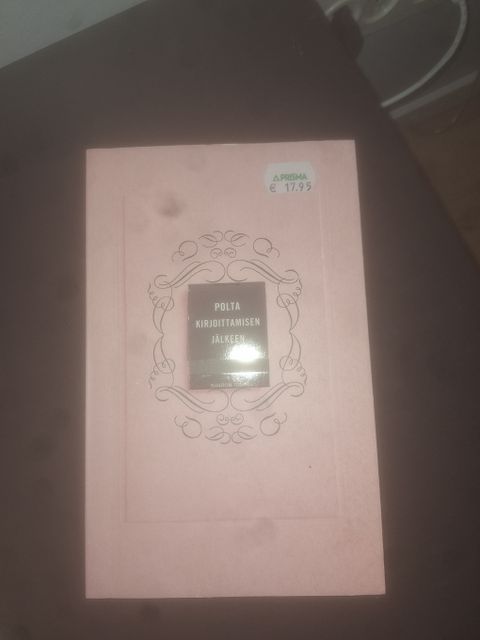 PRISMA
€ 17.95
POLTA
KIRJOITTAMISEN
JÄLKEEN